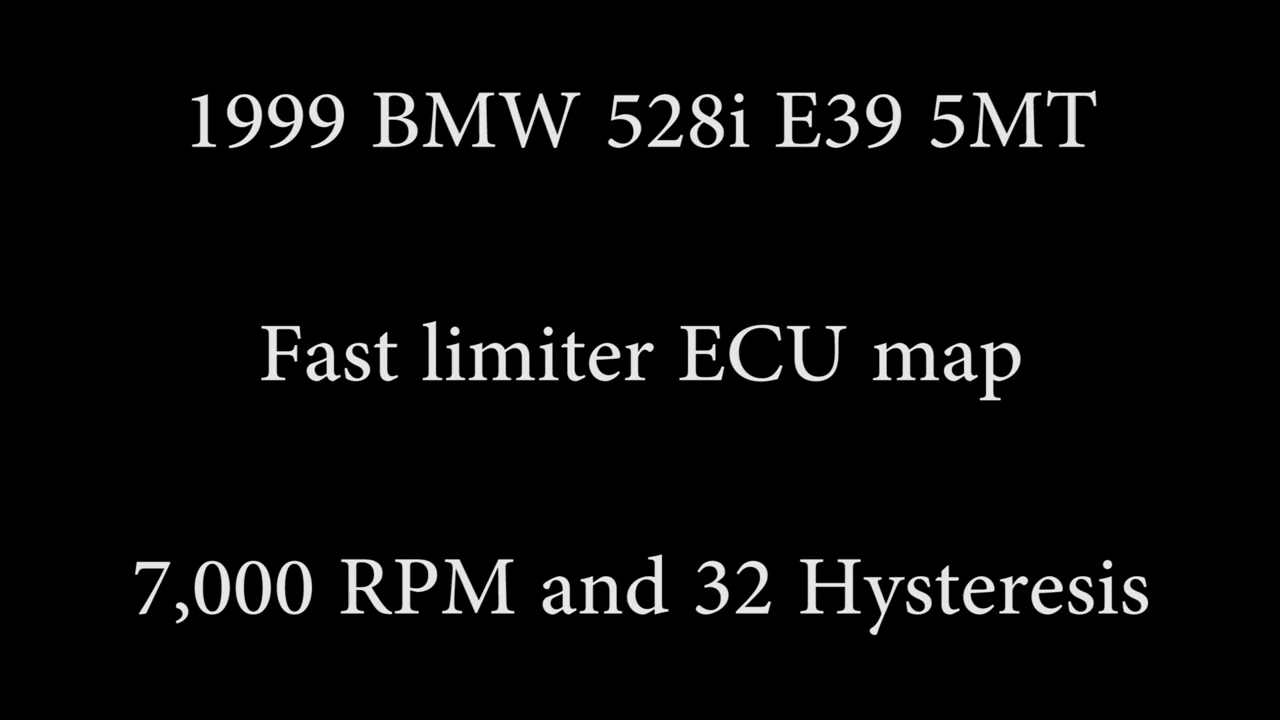 1999 BMW 528i E39 5MT
Fast limiter ECU map
7,000 RPM and 32 Hysteresis